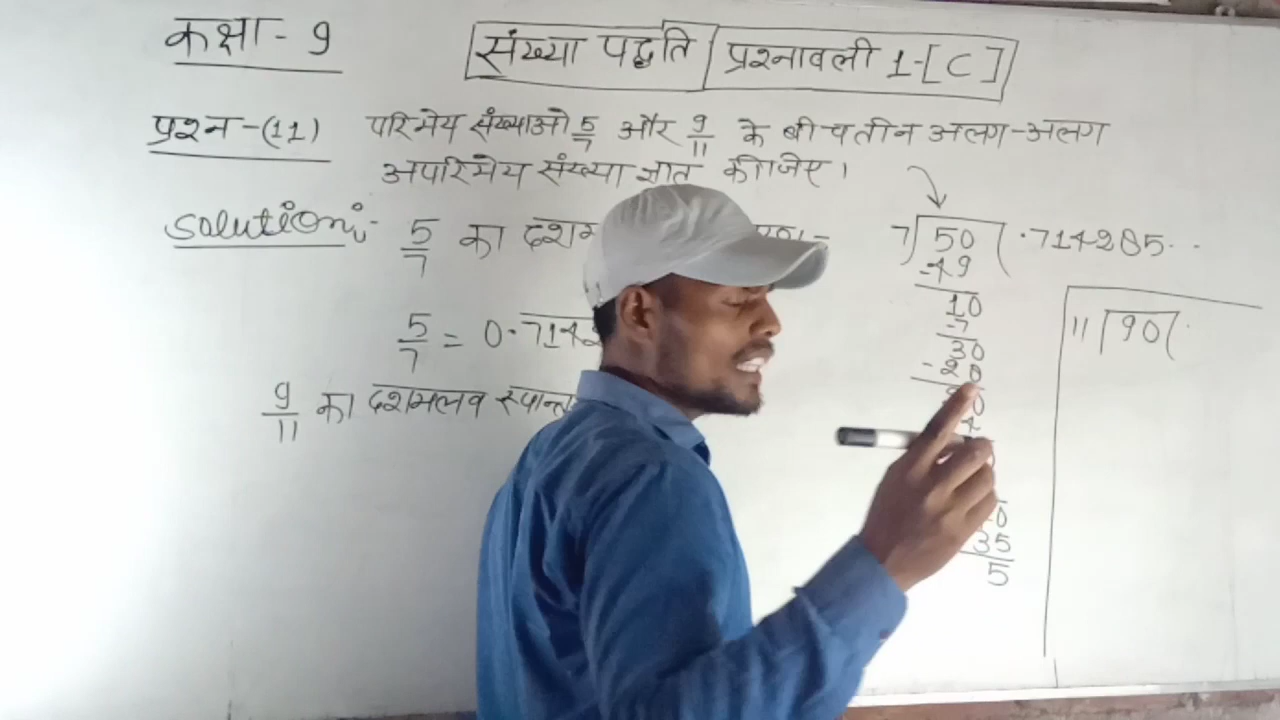 कक्षा - 9
संख्या पद्धति प्रश्नावली 1-[C]
प्रश्न-(11) परिमेय संख्याओ 5/7 और 9/11 के बीच तीन अलग-अलग
अपरिमेय संख्या ज्ञात कीजिए।
Solution:-
5/7 का
5/7 = 0.7142
9/11 का दशमलव
7)50(.714285..
-49
10
-7
30
-28
35
5
11)90(.